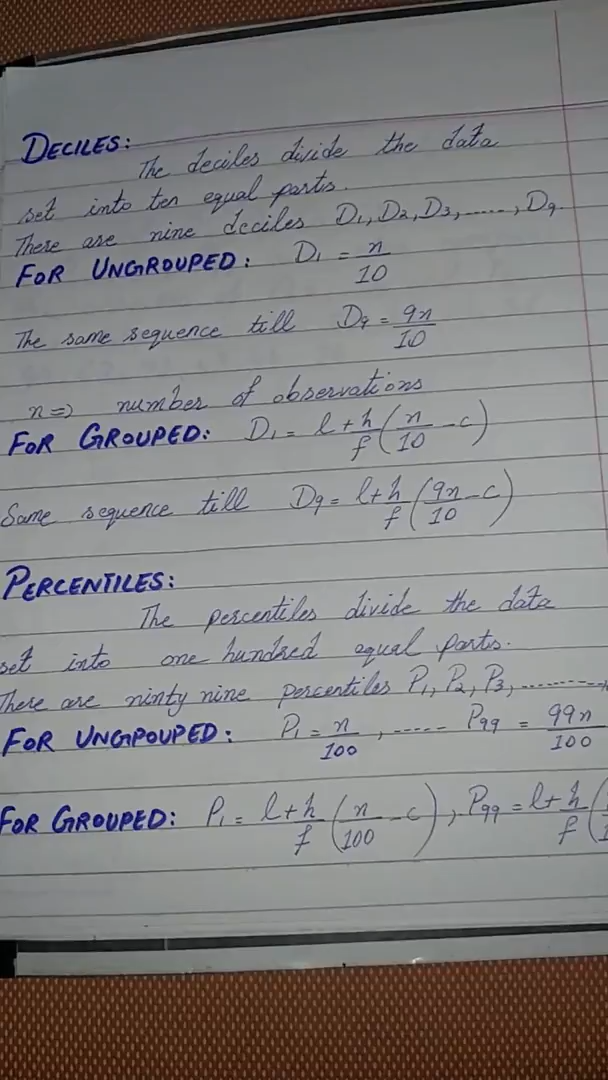 DECILES:
The deciles divide the data
set into ten equal parts.
There are nine deciles D₁, D₂, D₃, ......, D₉.
FOR UNGROUPED: D₁ = n/10
The same sequence till D₉ = 9n/10
n => number of observations
FOR GROUPED: D₁ = l + h/f (n/10 - c)
Same sequence till D₉ = l + h/f (9n/10 - c)
PERCENTILES:
The percentiles divide the data
set into one hundred equal parts.
There are ninty nine percentiles P₁, P₂, P₃, ..........
FOR UNGPOUPED: P₁ = n/100, ...... P₉₉ = 99n/100
FOR GROUPED: P₁ = l + h/f (n/100 - c), P₉₉ = l + h/f (